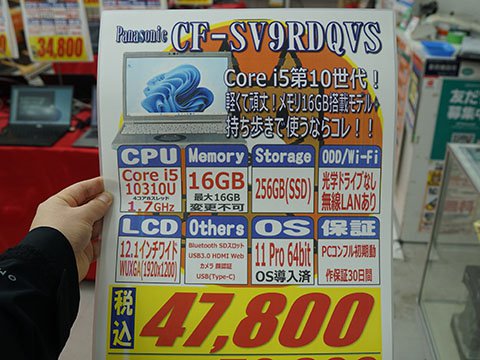 34,800
Panasonic CF-SV9RDQVS
Core i5第10世代！
軽くて頑丈！メモリ16GB搭載モデル
持ち歩きで使うならコレ！！
CPU
Core i5
10310U
4コア8スレッド
1.7GHz
Memory
16GB
最大16GB
変更不可
Storage
256GB(SSD)
ODD/Wi-Fi
光学ドライブなし
無線LANあり
LCD
12.1インチワイド
WUXGA(1920x1200)
Others
Bluetooth SDスロット
USB3.0 HDMI Web
カメラ 顔認証
USB(Type-C)
OS
11 Pro 64bit
OS導入済
保証
PCコンフル初期動
作保証30日間
税込
47,800
友だ
募集